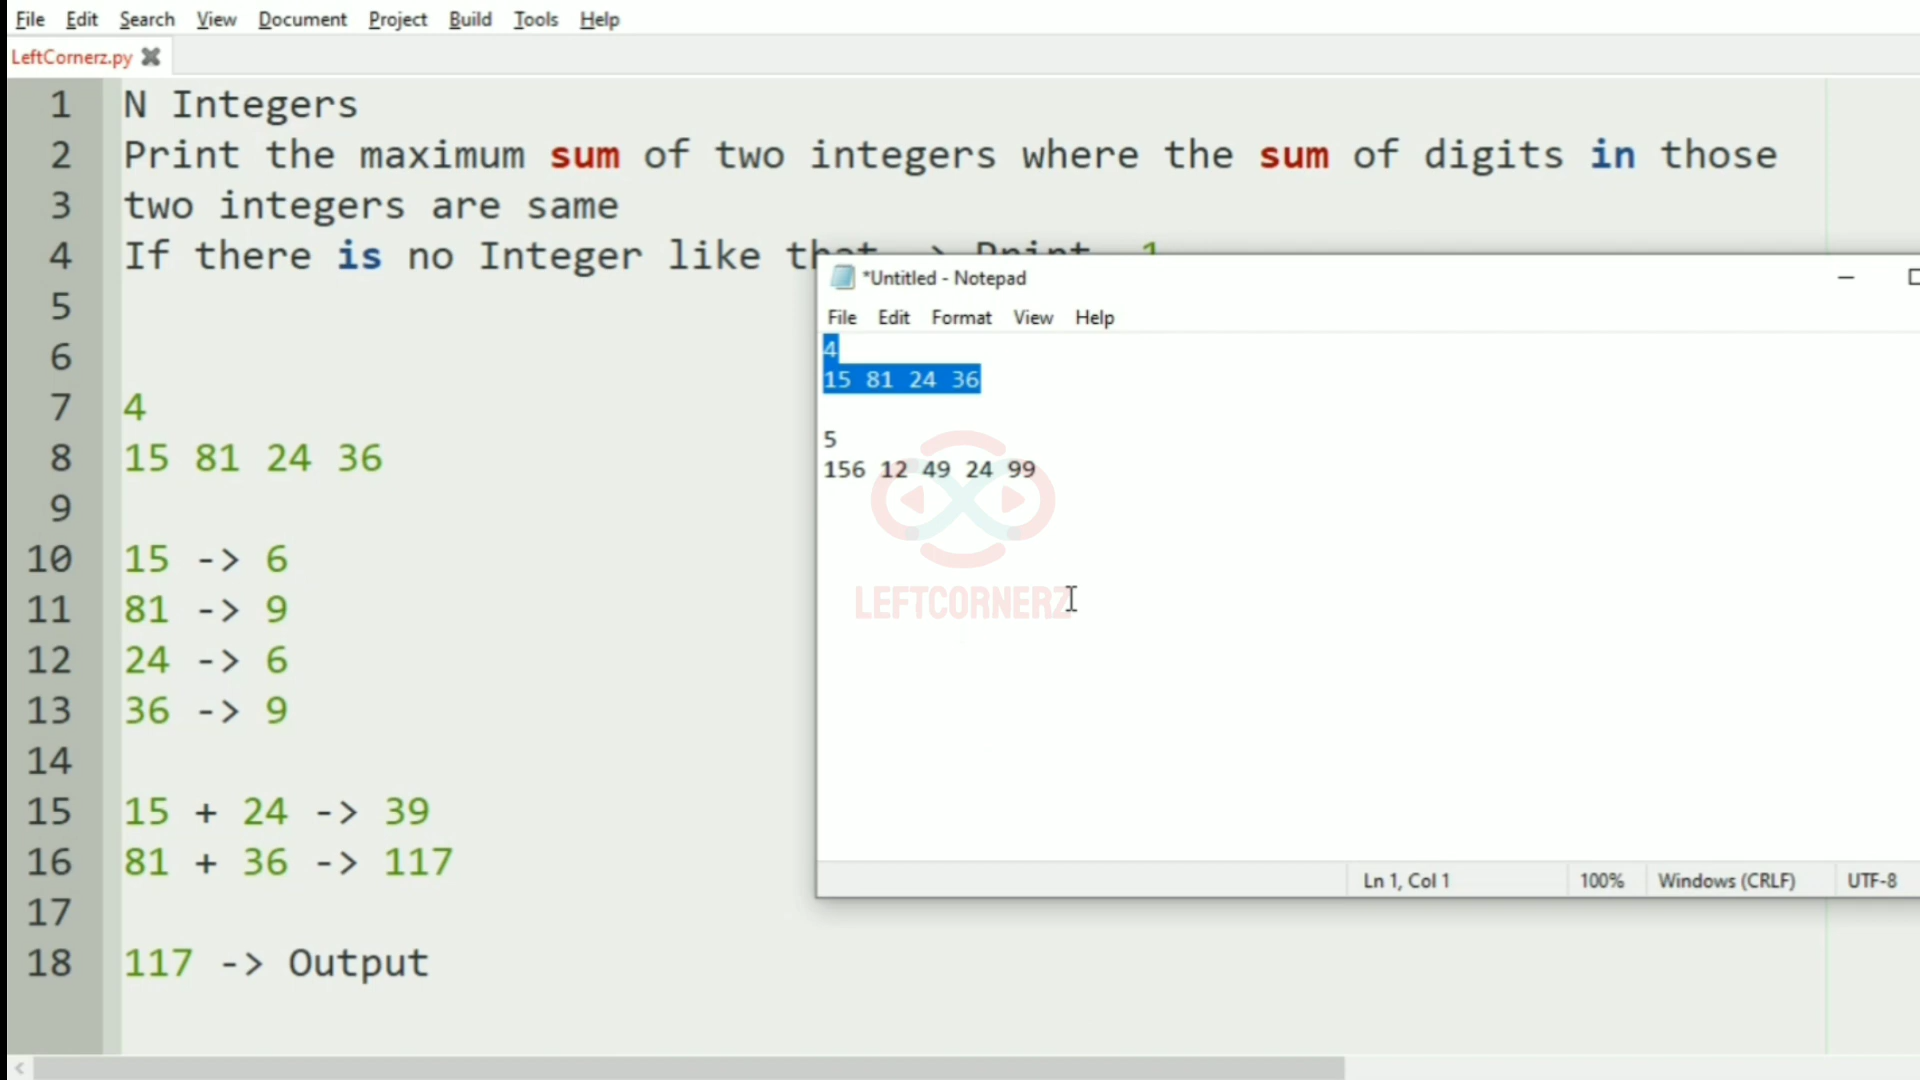 File Edit Search View Document Project Build Tools Help
LeftCornerz.py
1 N Integers
2 Print the maximum sum of two integers where the sum of digits in those
3 two integers are same
4 If there is no Integer like that -> Print -1
5
6
7 4
8 15 81 24 36
9
10 15 -> 6
11 81 -> 9
12 24 -> 6
13 36 -> 9
14
15 15 + 24 -> 39
16 81 + 36 -> 117
17
18 117 -> Output
*Untitled - Notepad
File Edit Format View Help
4
15 81 24 36
5
156 12 49 24 99
LEFTCORNERZ
Ln 1, Col 1 100% Windows (CRLF) UTF-8